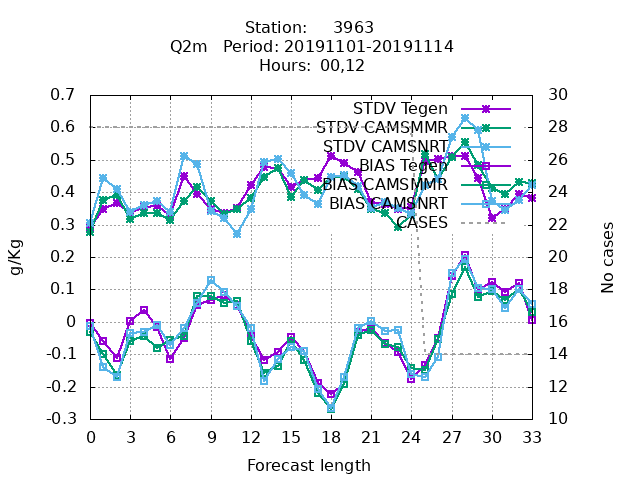 Station: 3963
Q2m Period: 20191101-20191114
Hours: 00,12
0.7 30
STDV Tegen
0.6 STDV CAMSMMR 28
STDV CAMSNRT
0.5 BIAS Tegen 26
BIAS CAMSMMR
0.4 BIAS CAMSNRT 24
0.3 CASES 22
0.2 20
0.1 18
0 16
-0.1 14
-0.2 12
-0.3 10
g/Kg
No cases
0 3 6 9 12 15 18 21 24 27 30 33
Forecast length